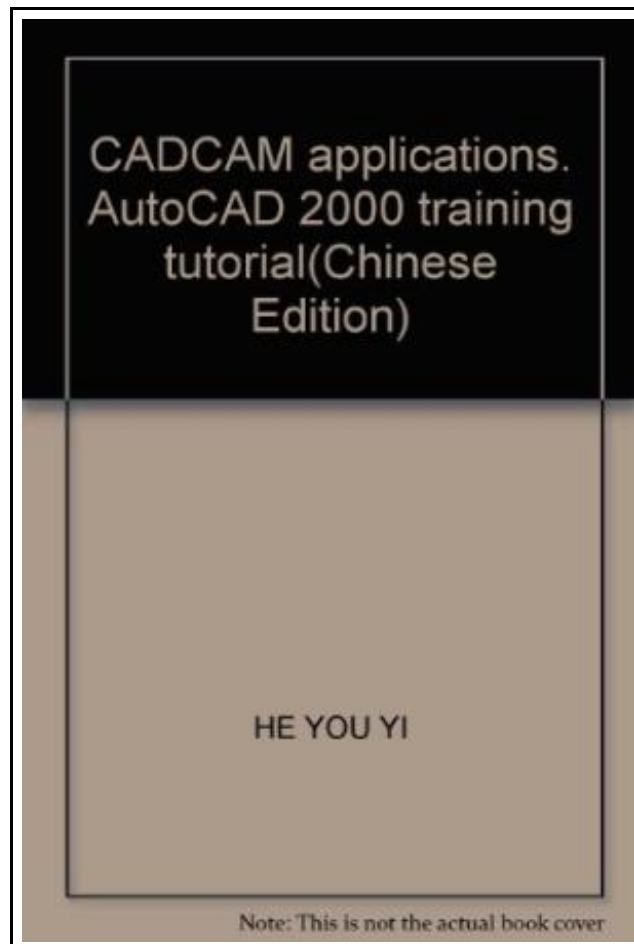 CADCAM applications.
AutoCAD 2000 training
tutorial(Chinese
Edition)
HE YOU YI
Note: This is not the actual book cover